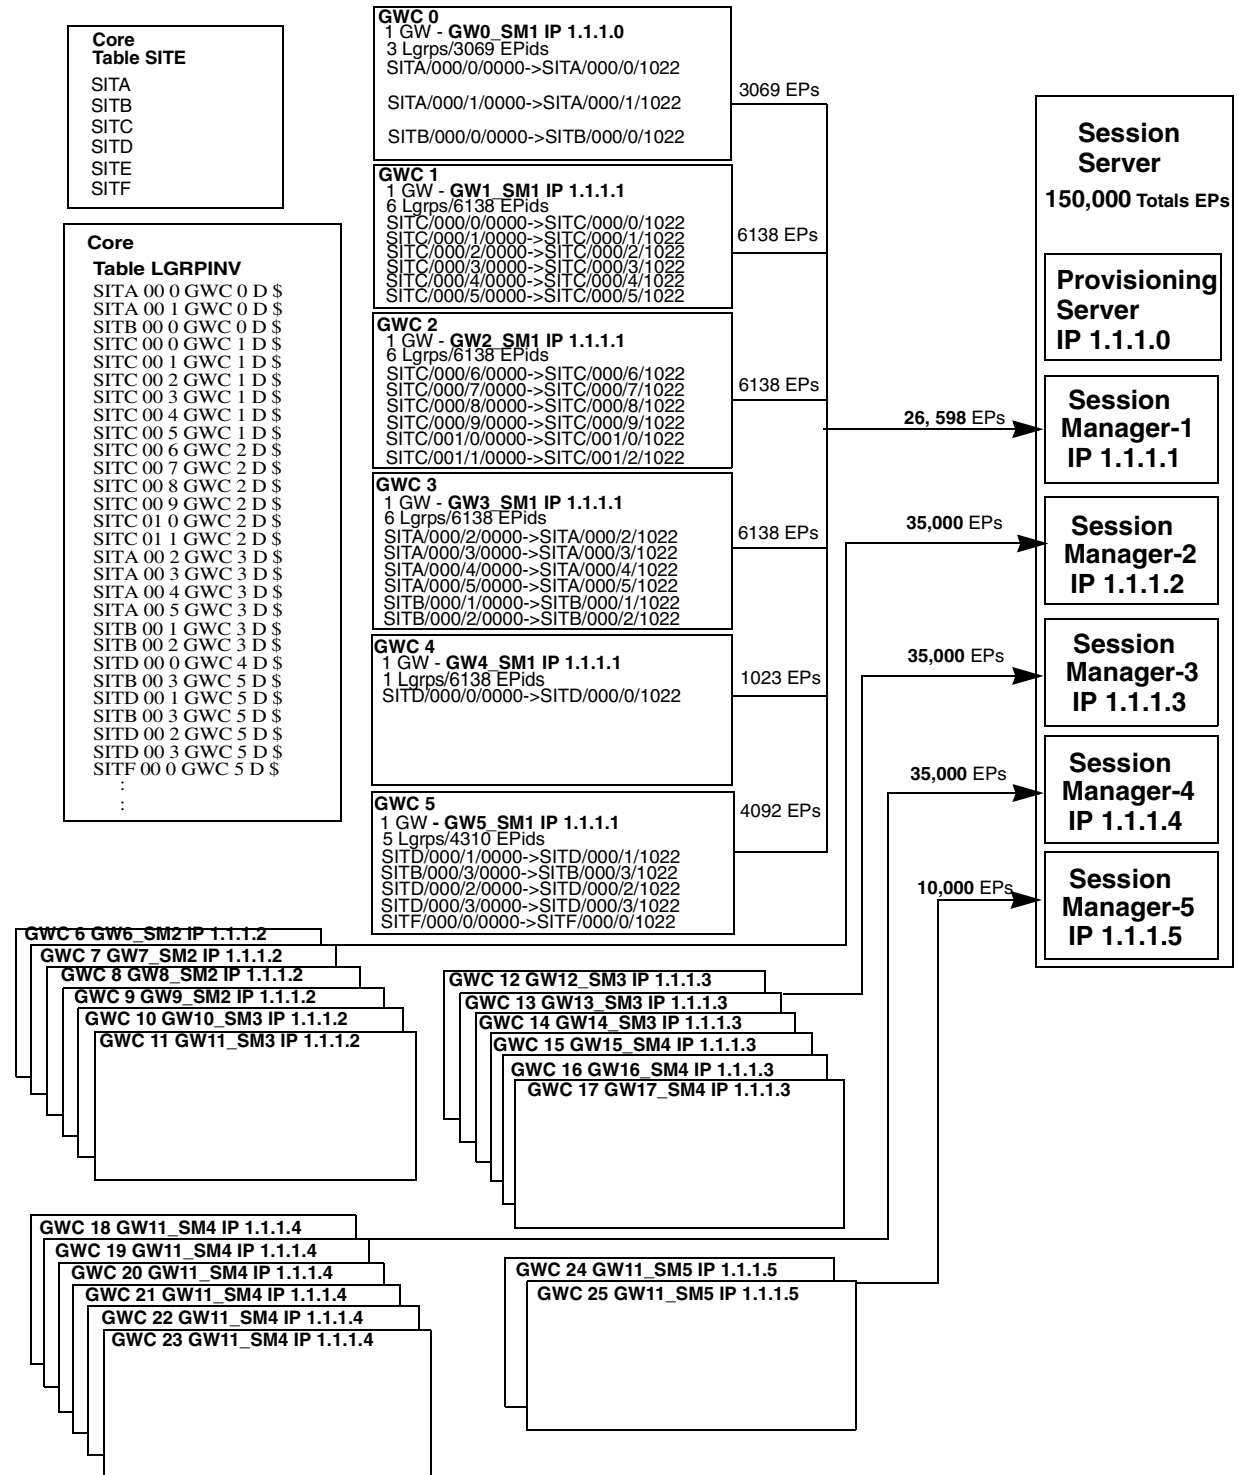 Core
Table SITE
SITA
SITB
SITC
SITD
SITE
SITF
Core
Table LGRPINV
SITA 00 0 GWC 0 D $
SITA 00 1 GWC 0 D $
SITB 00 0 GWC 0 D $
SITC 00 0 GWC 1 D $
SITC 00 1 GWC 1 D $
SITC 00 2 GWC 1 D $
SITC 00 3 GWC 1 D $
SITC 00 4 GWC 1 D $
SITC 00 5 GWC 1 D $
SITC 00 6 GWC 2 D $
SITC 00 7 GWC 2 D $
SITC 00 8 GWC 2 D $
SITC 00 9 GWC 2 D $
SITC 01 0 GWC 2 D $
SITC 01 1 GWC 2 D $
SITA 00 2 GWC 3 D $
SITA 00 3 GWC 3 D $
SITA 00 4 GWC 3 D $
SITA 00 5 GWC 3 D $
SITB 00 1 GWC 3 D $
SITB 00 2 GWC 3 D $
SITD 00 0 GWC 4 D $
SITB 00 3 GWC 5 D $
SITD 00 1 GWC 5 D $
SITB 00 3 GWC 5 D $
SITD 00 2 GWC 5 D $
SITD 00 3 GWC 5 D $
SITF 00 0 GWC 5 D $
:
:
GWC 0
1 GW - GW0_SM1 IP 1.1.1.0
3 Lgrps/3069 EPids
SITA/000/0/0000->SITA/000/0/1022
SITA/000/1/0000->SITA/000/1/1022
SITB/000/0/0000->SITB/000/0/1022
3069 EPs
GWC 1
1 GW - GW1_SM1 IP 1.1.1.1
6 Lgrps/6138 EPids
SITC/000/0/0000->SITC/000/0/1022
SITC/000/1/0000->SITC/000/1/1022
SITC/000/2/0000->SITC/000/2/1022
SITC/000/3/0000->SITC/000/3/1022
SITC/000/4/0000->SITC/000/4/1022
SITC/000/5/0000->SITC/000/5/1022
6138 EPs
GWC 2
1 GW - GW2_SM1 IP 1.1.1.1
6 Lgrps/6138 EPids
SITC/000/6/0000->SITC/000/6/1022
SITC/000/7/0000->SITC/000/7/1022
SITC/000/8/0000->SITC/000/8/1022
SITC/000/9/0000->SITC/000/9/1022
SITC/001/0/0000->SITC/001/0/1022
SITC/001/1/0000->SITC/001/2/1022
6138 EPs
GWC 3
1 GW - GW3_SM1 IP 1.1.1.1
6 Lgrps/6138 EPids
SITA/000/2/0000->SITA/000/2/1022
SITA/000/3/0000->SITA/000/3/1022
SITA/000/4/0000->SITA/000/4/1022
SITA/000/5/0000->SITA/000/5/1022
SITB/000/1/0000->SITB/000/1/1022
SITB/000/2/0000->SITB/000/2/1022
6138 EPs
GWC 4
1 GW - GW4_SM1 IP 1.1.1.1
1 Lgrps/6138 EPids
SITD/000/0/0000->SITD/000/0/1022
1023 EPs
GWC 5
1 GW - GW5_SM1 IP 1.1.1.1
5 Lgrps/4310 EPids
SITD/000/1/0000->SITD/000/1/1022
SITB/000/3/0000->SITB/000/3/1022
SITD/000/2/0000->SITD/000/2/1022
SITD/000/3/0000->SITD/000/3/1022
SITF/000/0/0000->SITF/000/0/1022
4092 EPs
Session
Server
150,000 Totals EPs
Provisioning
Server
IP 1.1.1.0
26, 598 EPs
Session
Manager-1
IP 1.1.1.1
35,000 EPs
Session
Manager-2
IP 1.1.1.2
35,000 EPs
Session
Manager-3
IP 1.1.1.3
35,000 EPs
Session
Manager-4
IP 1.1.1.4
10,000 EPs
Session
Manager-5
IP 1.1.1.5
GWC 6 GW6_SM2 IP 1.1.1.2
GWC 7 GW7_SM2 IP 1.1.1.2
GWC 8 GW8_SM2 IP 1.1.1.2
GWC 9 GW9_SM2 IP 1.1.1.2
GWC 10 GW10_SM3 IP 1.1.1.2
GWC 11 GW11_SM3 IP 1.1.1.2
GWC 12 GW12_SM3 IP 1.1.1.3
GWC 13 GW13_SM3 IP 1.1.1.3
GWC 14 GW14_SM3 IP 1.1.1.3
GWC 15 GW15_SM4 IP 1.1.1.3
GWC 16 GW16_SM4 IP 1.1.1.3
GWC 17 GW17_SM4 IP 1.1.1.3
GWC 18 GW11_SM4 IP 1.1.1.4
GWC 19 GW11_SM4 IP 1.1.1.4
GWC 20 GW11_SM4 IP 1.1.1.4
GWC 21 GW11_SM4 IP 1.1.1.4
GWC 22 GW11_SM4 IP 1.1.1.4
GWC 23 GW11_SM4 IP 1.1.1.4
GWC 24 GW11_SM5 IP 1.1.1.5
GWC 25 GW11_SM5 IP 1.1.1.5